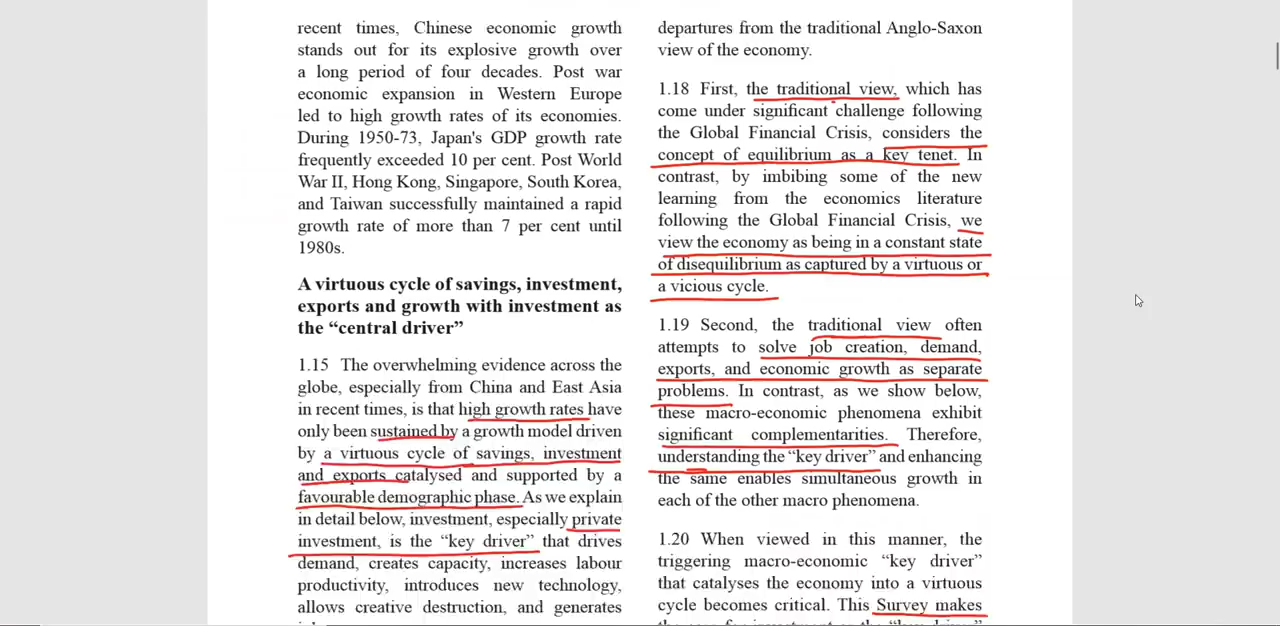 recent times, Chinese economic growth
stands out for its explosive growth over
a long period of four decades. Post war
economic expansion in Western Europe
led to high growth rates of its economies.
During 1950-73, Japan's GDP growth rate
frequently exceeded 10 per cent. Post World
War II, Hong Kong, Singapore, South Korea,
and Taiwan successfully maintained a rapid
growth rate of more than 7 per cent until
1980s.
A virtuous cycle of savings, investment,
exports and growth with investment as
the “central driver”
1.15 The overwhelming evidence across the
globe, especially from China and East Asia
in recent times, is that high growth rates have
only been sustained by a growth model driven
by a virtuous cycle of savings, investment
and exports catalysed and supported by a
favourable demographic phase. As we explain
in detail below, investment, especially private
investment, is the “key driver” that drives
demand, creates capacity, increases labour
productivity, introduces new technology,
allows creative destruction, and generates
departures from the traditional Anglo-Saxon
view of the economy.
1.18 First, the traditional view, which has
come under significant challenge following
the Global Financial Crisis, considers the
concept of equilibrium as a key tenet. In
contrast, by imbibing some of the new
learning from the economics literature
following the Global Financial Crisis, we
view the economy as being in a constant state
of disequilibrium as captured by a virtuous or
a vicious cycle.
1.19 Second, the traditional view often
attempts to solve job creation, demand,
exports, and economic growth as separate
problems. In contrast, as we show below,
these macro-economic phenomena exhibit
significant complementarities. Therefore,
understanding the “key driver” and enhancing
the same enables simultaneous growth in
each of the other macro phenomena.
1.20 When viewed in this manner, the
triggering macro-economic “key driver”
that catalyses the economy into a virtuous
cycle becomes critical. This Survey makes